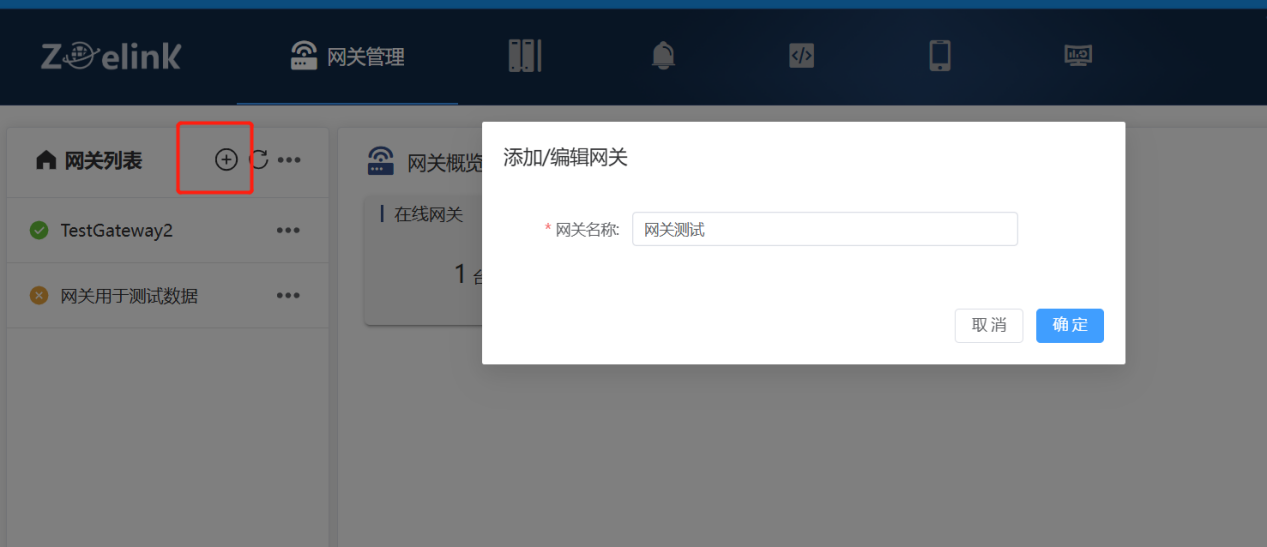 Zoelink
网关管理
网关列表
TestGateway2
网关用于测试数据
网关概览
在线网关
1 台
添加/编辑网关
* 网关名称:
网关测试
取消
确定